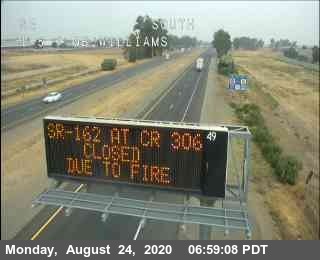 SOUTH
WILLIAMS
49
SR-162 AT CR 306
CLOSED
DUE TO FIRE
Monday, August 24, 2020 06:59:08 PDT